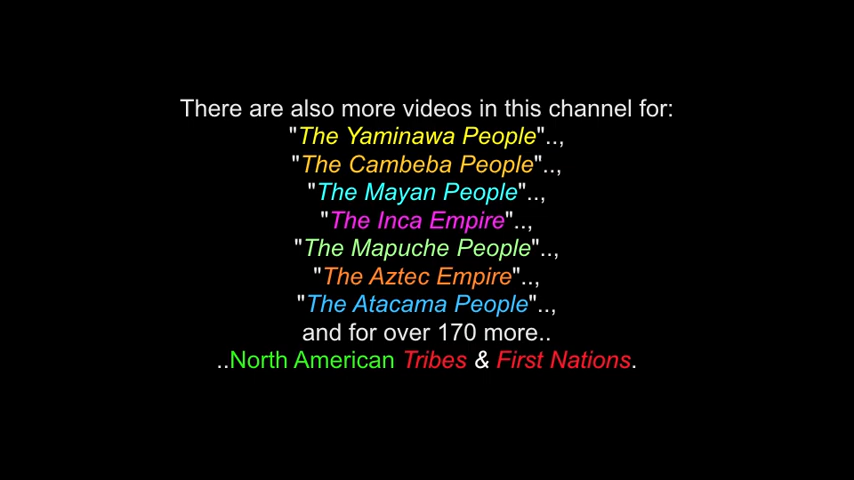 There are also more videos in this channel for:
"The Yaminawa People"..,
"The Cambeba People"..,
"The Mayan People"..,
"The Inca Empire"..,
"The Mapuche People"..,
"The Aztec Empire"..,
"The Atacama People"..,
and for over 170 more..
..North American Tribes & First Nations.